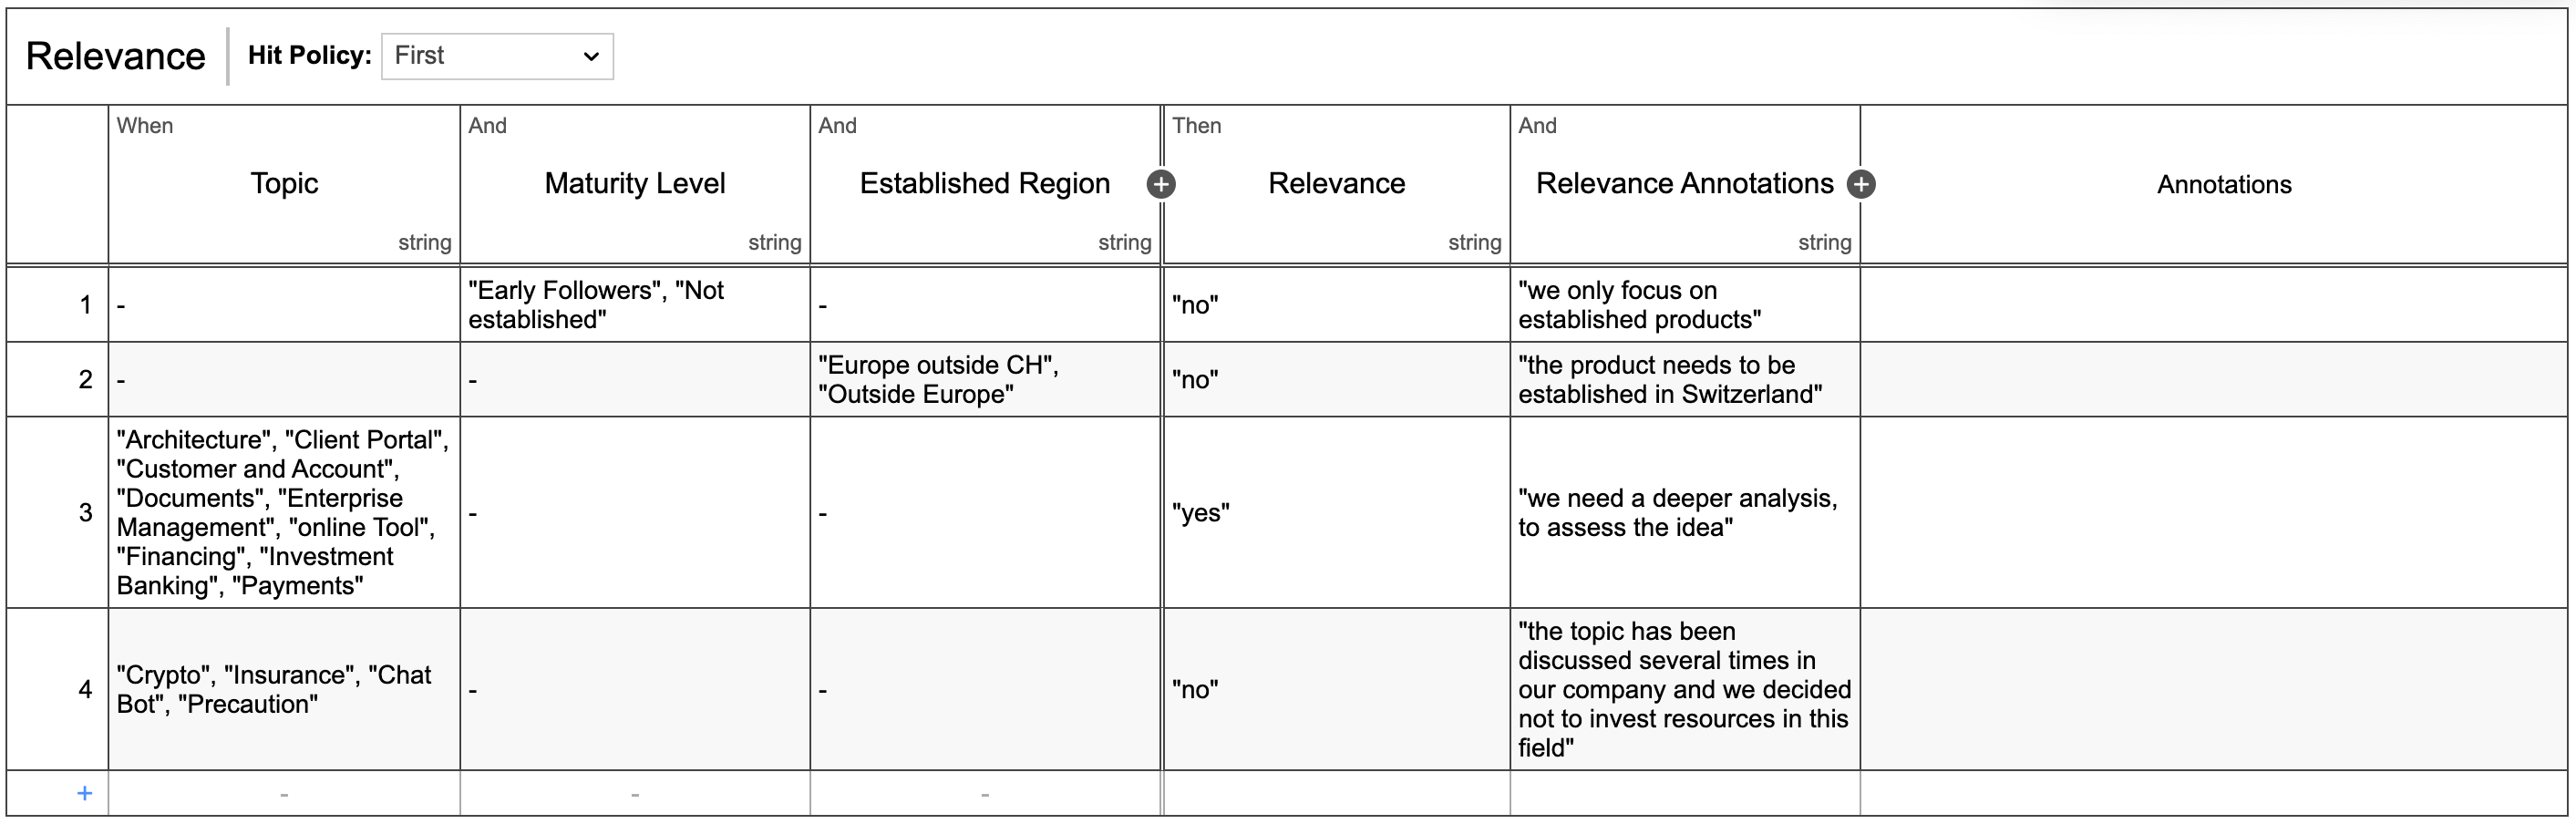 Relevance
Hit Policy: First
When
And
And
Then
And
Topic
Maturity Level
Established Region
+
Relevance
Relevance Annotations
+
Annotations
string
string
string
string
string
1
-
"Early Followers", "Not
established"
-
"no"
"we only focus on
established products"
2
-
-
"Europe outside CH",
"Outside Europe"
"no"
"the product needs to be
established in Switzerland"
3
"Architecture", "Client Portal",
"Customer and Account",
"Documents", "Enterprise
Management", "online Tool",
"Financing", "Investment
Banking", "Payments"
-
-
"yes"
"we need a deeper analysis,
to assess the idea"
4
"Crypto", "Insurance", "Chat
Bot", "Precaution"
-
-
"no"
"the topic has been
discussed several times in
our company and we decided
not to invest resources in this
field"
+
-
-
-